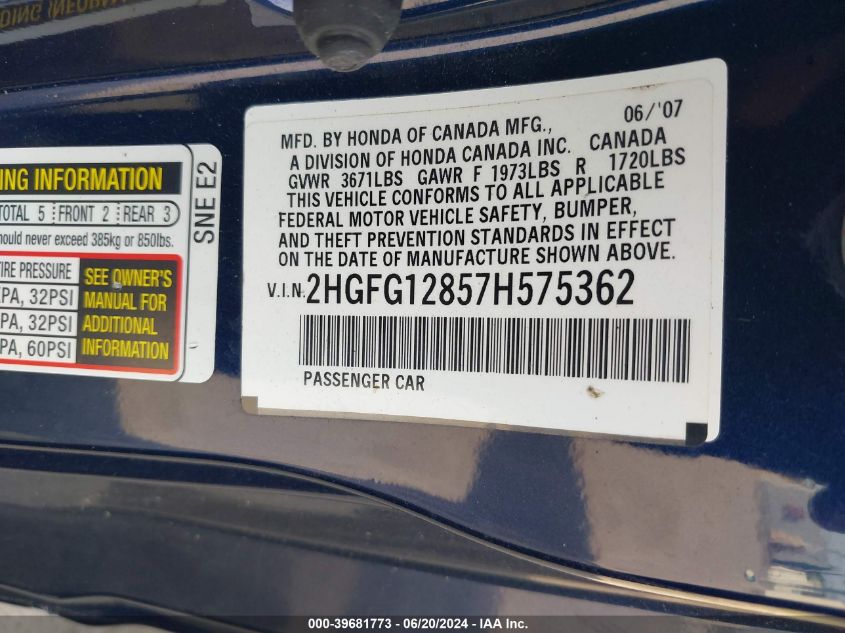 DING INFORMA
ING INFORMATION
TOTAL 5 FRONT 2 REAR 3
hould never exceed 385kg or 850lbs.
IRE PRESSURE
PA, 32PSI
PA, 32PSI
PA, 60PSI
SEE OWNER'S
MANUAL FOR
ADDITIONAL
INFORMATION
SNE E2
06/'07
MFD. BY HONDA OF CANADA MFG.,
A DIVISION OF HONDA CANADA INC. CANADA
GVWR 3671LBS GAWR F 1973LBS R 1720LBS
THIS VEHICLE CONFORMS TO ALL APPLICABLE
FEDERAL MOTOR VEHICLE SAFETY, BUMPER,
AND THEFT PREVENTION STANDARDS IN EFFECT
ON THE DATE OF MANUFACTURE SHOWN ABOVE.
V.I.N. 2HGFG12857H575362
PASSENGER CAR
000-39681773 - 06/20/2024 - IAA Inc.